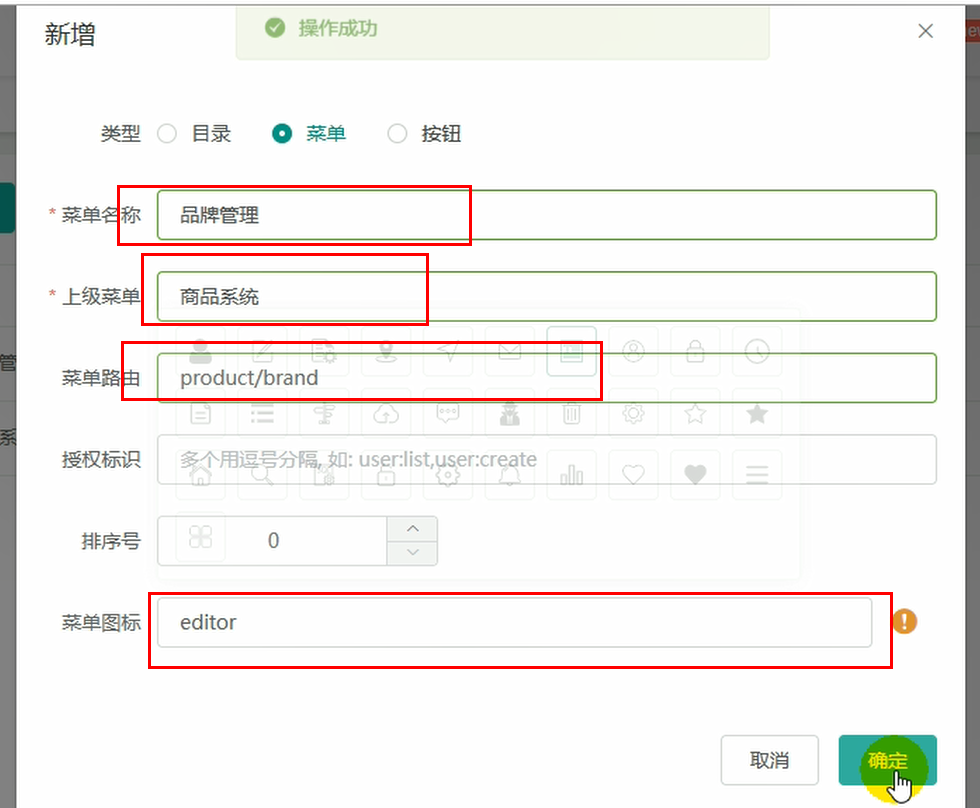 新增
操作成功
类型 目录 菜单 按钮
* 菜单名称 品牌管理
* 上级菜单 商品系统
菜单路由 product/brand
授权标识 多个用逗号分隔, 如: user:list,user:create
排序号 0
菜单图标 editor
取消 确定
管
系